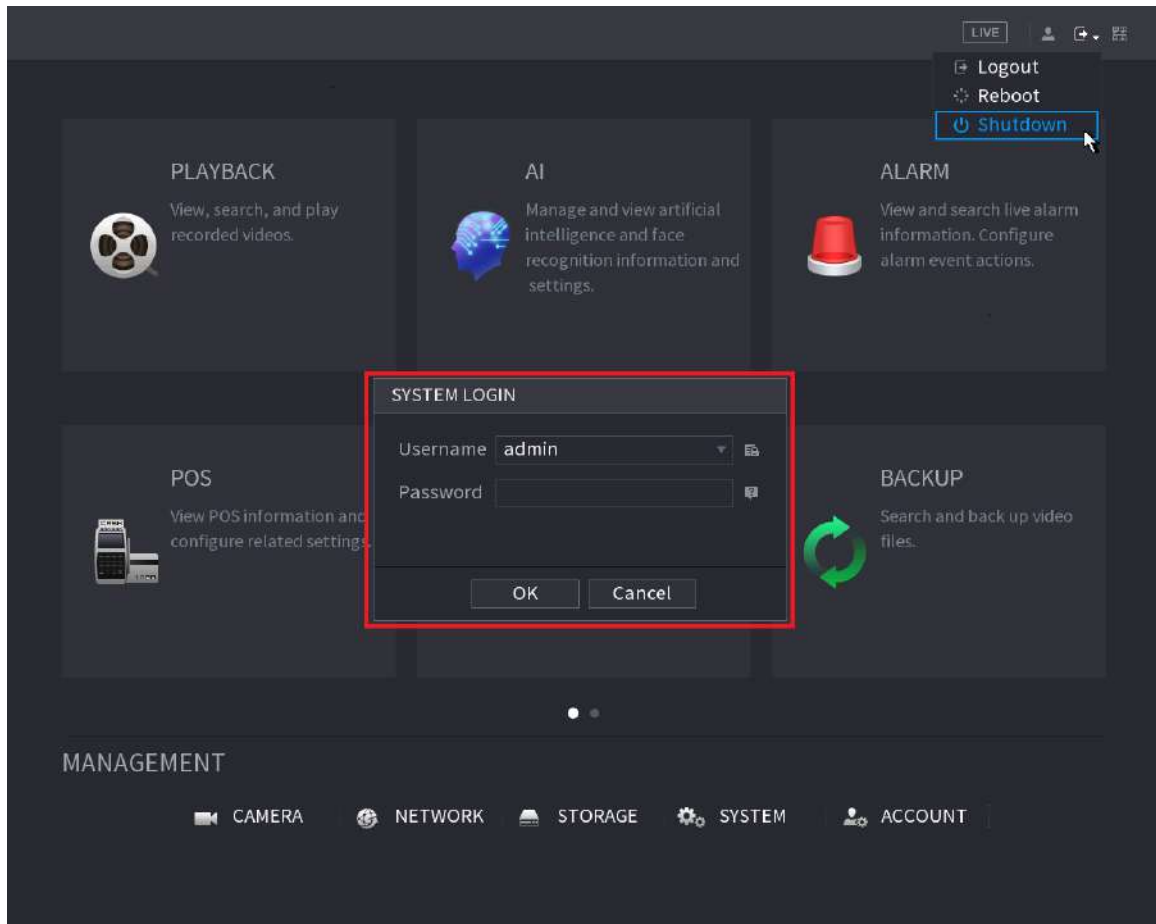 LIVE
Logout
Reboot
Shutdown
PLAYBACK
View, search, and play
recorded videos.
AI
Manage and view artificial
intelligence and face
recognition information and
settings.
ALARM
View and search live alarm
information. Configure
alarm event actions.
SYSTEM LOGIN
Username admin
Password
OK Cancel
POS
View POS information and
configure related settings.
BACKUP
Search and back up video
files.
MANAGEMENT
CAMERA NETWORK STORAGE SYSTEM ACCOUNT